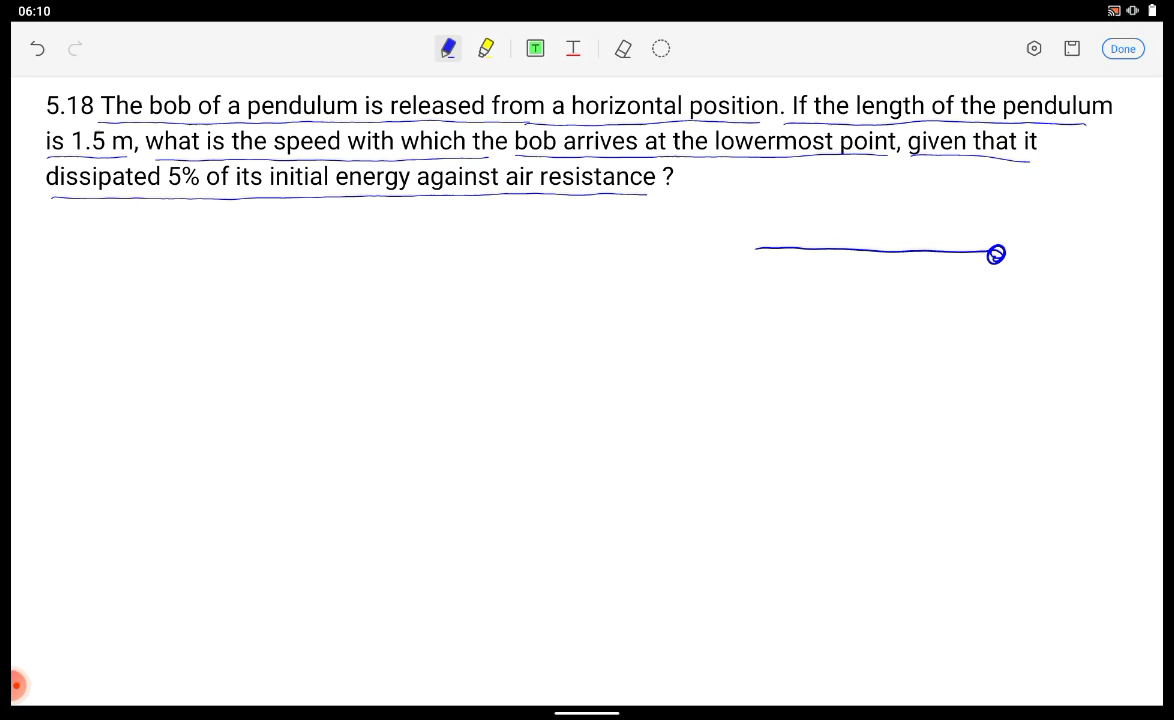 06:10
T
Done
5.18 The bob of a pendulum is released from a horizontal position. If the length of the pendulum
is 1.5 m, what is the speed with which the bob arrives at the lowermost point, given that it
dissipated 5% of its initial energy against air resistance ?